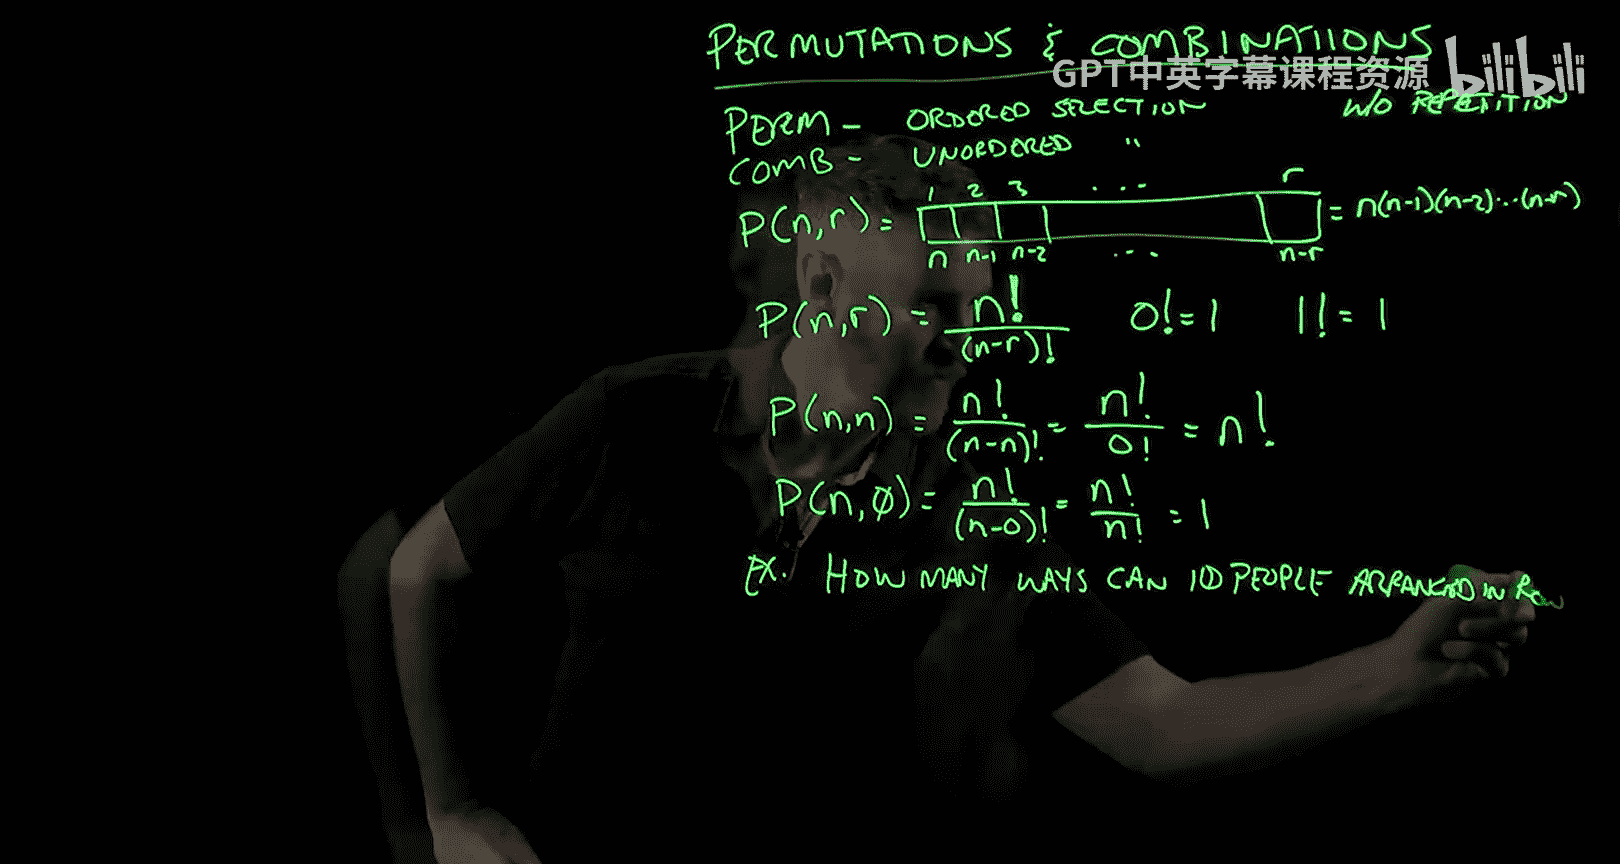 PERMUTATIONS & COMBINATIIONS
GPT中英字幕课程资源 bilibili
PERM - ORDERED SELECTION W/O REPETITION
COMB - UNORDERED "
1 2 3 ... r
P(n,r) = = n(n-1)(n-2)...(n-r)
n n-1 n-2 ... n-r
P(n,r) = n!/(n-r)! 0! = 1 1! = 1
P(n,n) = n!/(n-n)! = n!/0! = n!
P(n,∅) = n!/(n-0)! = n!/n! = 1
EX. HOW MANY WAYS CAN 10 PEOPLE ARRANGED IN ROW